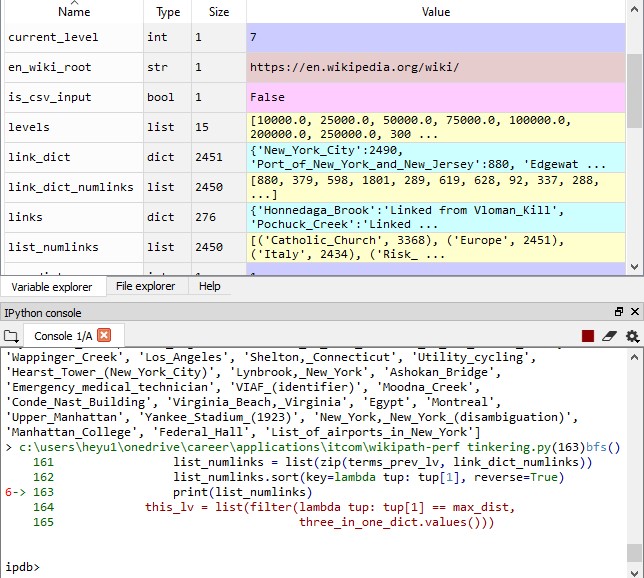 Name Type Size Value
current_level int 1 7
en_wiki_root str 1 https://en.wikipedia.org/wiki/
is_csv_input bool 1 False
levels list 15 [10000.0, 25000.0, 50000.0, 75000.0, 100000.0,
200000.0, 250000.0, 300 ...
link_dict dict 2451 {'New_York_City':2490,
'Port_of_New_York_and_New_Jersey':880, 'Edgewat ...
link_dict_numlinks list 2450 [880, 379, 598, 1801, 289, 619, 628, 92, 337, 288,
...]
links dict 276 {'Honnedaga_Brook':'Linked from Vloman_Kill',
'Pochuck_Creek':'Linked ...
list_numlinks list 2450 [('Catholic_Church', 3368), ('Europe', 2451),
('Italy', 2434), ('Risk_ ...
Variable explorer File explorer Help
IPython console
Console 1/A
'Wappinger_Creek', 'Los_Angeles', 'Shelton,_Connecticut', 'Utility_cycling',
'Hearst_Tower_(New_York_City)', 'Lynbrook,_New_York', 'Ashokan_Bridge',
'Emergency_medical_technician', 'VIAF_(identifier)', 'Moodna_Creek',
'Conde_Nast_Building', 'Virginia_Beach,_Virginia', 'Egypt', 'Montreal',
'Upper_Manhattan', 'Yankee_Stadium_(1923)', 'New_York,_New_York_(disambiguation)',
'Manhattan_College', 'Federal_Hall', 'List_of_airports_in_New_York']
> c:\users\heyu1\onedrive\career\applications\itcom\wikipath-perf tinkering.py(163)bfs()
161 list_numlinks = list(zip(terms_prev_lv, link_dict_numlinks))
162 list_numlinks.sort(key=lambda tup: tup[1], reverse=True)
6-> 163 print(list_numlinks)
164 this_lv = list(filter(lambda tup: tup[1] == max_dist,
165 three_in_one_dict.values()))
ipdb>